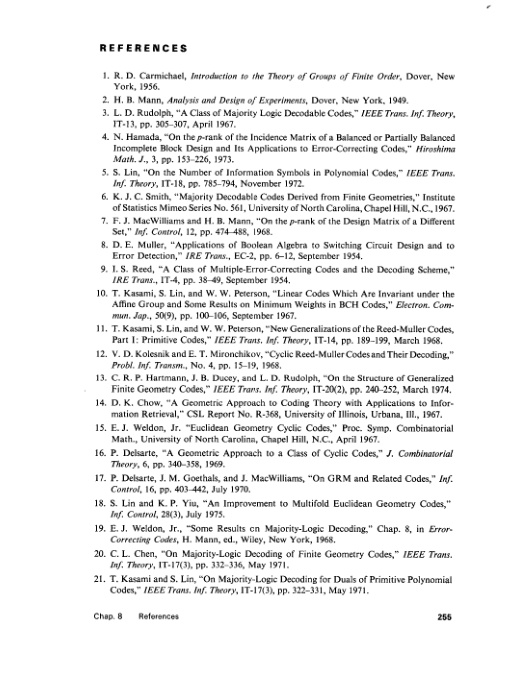 REFERENCES
1. R. D. Carmichael, Introduction to the Theory of Groups of Finite Order, Dover, New
York, 1956.
2. H. B. Mann, Analysis and Design of Experiments, Dover, New York, 1949.
3. L. D. Rudolph, "A Class of Majority Logic Decodable Codes," IEEE Trans. Inf. Theory,
IT-13, pp. 305-307, April 1967.
4. N. Hamada, "On the p-rank of the Incidence Matrix of a Balanced or Partially Balanced
Incomplete Block Design and Its Applications to Error-Correcting Codes," Hiroshima
Math. J., 3, pp. 153-226, 1973.
5. S. Lin, "On the Number of Information Symbols in Polynomial Codes," IEEE Trans.
Inf. Theory, IT-18, pp. 785-794, November 1972.
6. K. J. C. Smith, "Majority Decodable Codes Derived from Finite Geometries," Institute
of Statistics Mimeo Series No. 561, University of North Carolina, Chapel Hill, N.C., 1967.
7. F. J. MacWilliams and H. B. Mann, "On the p-rank of the Design Matrix of a Different
Set," Inf. Control, 12, pp. 474-488, 1968.
8. D. E. Muller, "Applications of Boolean Algebra to Switching Circuit Design and to
Error Detection," IRE Trans., EC-2, pp. 6-12, September 1954.
9. I. S. Reed, "A Class of Multiple-Error-Correcting Codes and the Decoding Scheme,"
IRE Trans., IT-4, pp. 38-49, September 1954.
10. T. Kasami, S. Lin, and W. W. Peterson, "Linear Codes Which Are Invariant under the
Affine Group and Some Results on Minimum Weights in BCH Codes," Electron. Com-
mun. Jap., 50(9), pp. 100-106, September 1967.
11. T. Kasami, S. Lin, and W. W. Peterson, "New Generalizations of the Reed-Muller Codes,
Part I: Primitive Codes," IEEE Trans. Inf. Theory, IT-14, pp. 189-199, March 1968.
12. V. D. Kolesnik and E. T. Mironchikov, "Cyclic Reed-Muller Codes and Their Decoding,"
Probl. Inf. Transm., No. 4, pp. 15-19, 1968.
13. C. R. P. Hartmann, J. B. Ducey, and L. D. Rudolph, "On the Structure of Generalized
Finite Geometry Codes," IEEE Trans. Inf. Theory, IT-20(2), pp. 240-252, March 1974.
14. D. K. Chow, "A Geometric Approach to Coding Theory with Applications to Infor-
mation Retrieval," CSL Report No. R-368, University of Illinois, Urbana, Ill., 1967.
15. E. J. Weldon, Jr. "Euclidean Geometry Cyclic Codes," Proc. Symp. Combinatorial
Math., University of North Carolina, Chapel Hill, N.C., April 1967.
16. P. Delsarte, "A Geometric Approach to a Class of Cyclic Codes," J. Combinatorial
Theory, 6, pp. 340-358, 1969.
17. P. Delsarte, J. M. Goethals, and J. MacWilliams, "On GRM and Related Codes," Inf.
Control, 16, pp. 403-442, July 1970.
18. S. Lin and K. P. Yiu, "An Improvement to Multifold Euclidean Geometry Codes,"
Inf. Control, 28(3), July 1975.
19. E. J. Weldon, Jr., "Some Results on Majority-Logic Decoding," Chap. 8, in Error-
Correcting Codes, H. Mann, ed., Wiley, New York, 1968.
20. C. L. Chen, "On Majority-Logic Decoding of Finite Geometry Codes," IEEE Trans.
Inf. Theory, IT-17(3), pp. 332-336, May 1971.
21. T. Kasami and S. Lin, "On Majority-Logic Decoding for Duals of Primitive Polynomial
Codes," IEEE Trans. Inf. Theory, IT-17(3), pp. 322-331, May 1971.
Chap. 8 References 255